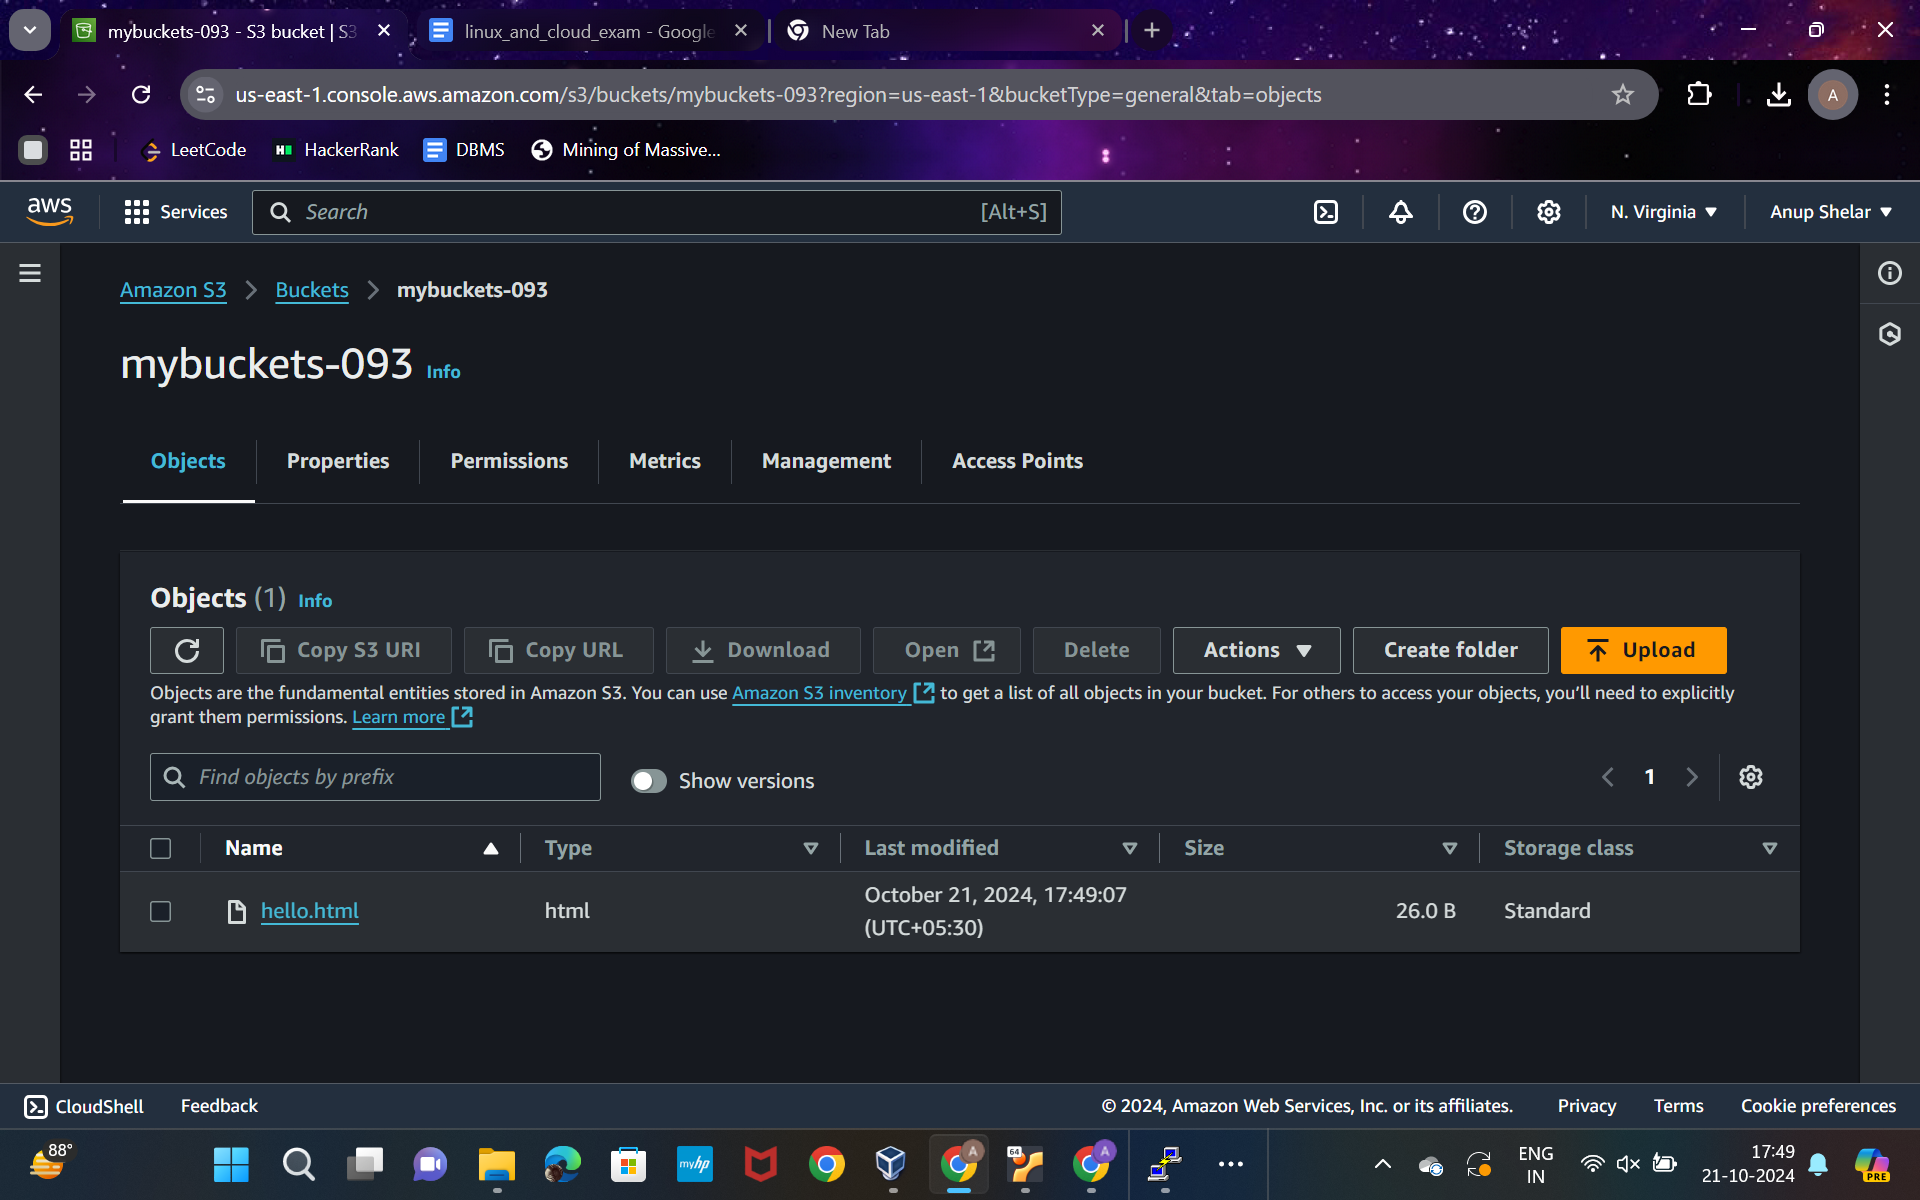 mybuckets-093 - S3 bucket | S3
linux_and_cloud_exam - Google
New Tab
us-east-1.console.aws.amazon.com/s3/buckets/mybuckets-093?region=us-east-1&bucketType=general&tab=objects
A
LeetCode
HackerRank
DBMS
Mining of Massive...
aws
Services
Search
[Alt+S]
N. Virginia
Anup Shelar
Amazon S3
Buckets
mybuckets-093
mybuckets-093 Info
Objects
Properties
Permissions
Metrics
Management
Access Points
Objects (1) Info
Copy S3 URI
Copy URL
Download
Open
Delete
Actions
Create folder
Upload
Objects are the fundamental entities stored in Amazon S3. You can use Amazon S3 inventory to get a list of all objects in your bucket. For others to access your objects, you'll need to explicitly
grant them permissions. Learn more
Find objects by prefix
Show versions
1
Name
Type
Last modified
Size
Storage class
hello.html
html
October 21, 2024, 17:49:07
(UTC+05:30)
26.0 B
Standard
CloudShell
Feedback
© 2024, Amazon Web Services, Inc. or its affiliates.
Privacy
Terms
Cookie preferences
88°
myhp
A
64
A
ENG
IN
17:49
21-10-2024
PRE